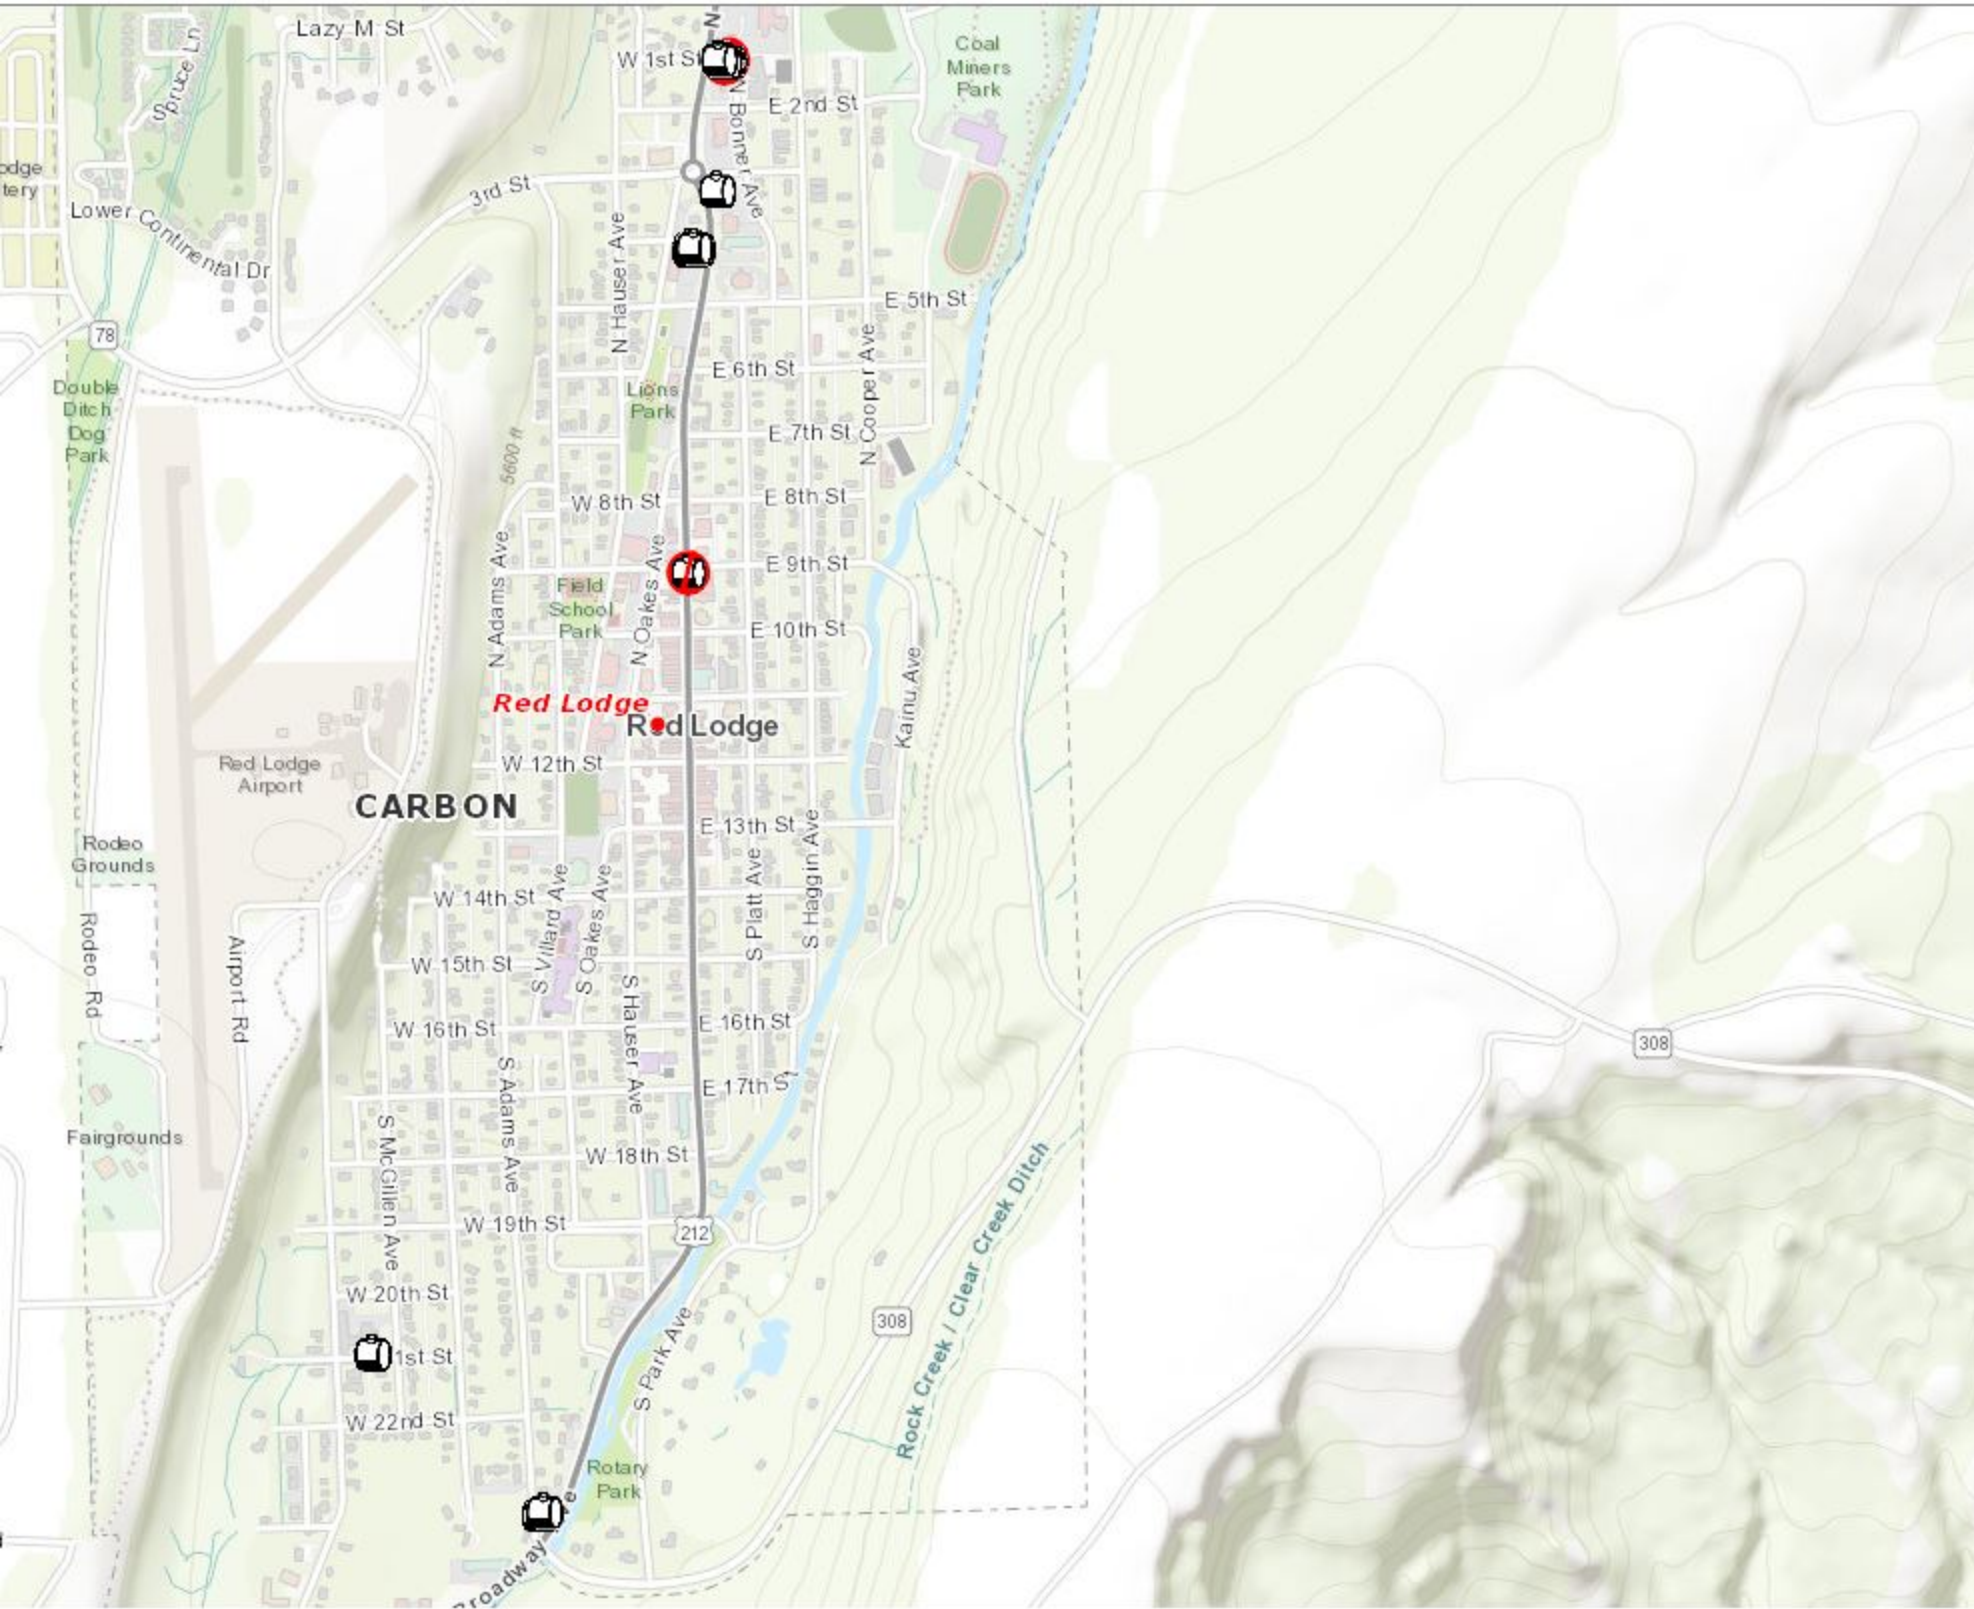 Lazy M St
Spruce Ln
W 1st St
N Bonner Ave
E 2nd St
Coal
Miners
Park
odge
tery
3rd St
Lower Continental Dr
N Hauser Ave
78
E 5th St
N Cooper Ave
Double
Ditch
Dog
Park
Lions
Park
E 6th St
E 7th St
5600 ft
W 8th St
E 8th St
N Adams Ave
N Oakes Ave
Field
School
Park
E 9th St
E 10th St
Kainu Ave
Red Lodge
Red Lodge
Red Lodge
Airport
W 12th St
CARBON
E 13th St
S Haggin Ave
Rodeo
Grounds
W 14th St
S Villard Ave
S Oakes Ave
S Platt Ave
Rodeo Rd
Airport Rd
W 15th St
S Hauser Ave
W 16th St
E 16th St
308
S Adams Ave
E 17th St
S McGillen Ave
Fairgrounds
W 18th St
W 19th St
212
Rock Creek / Clear Creek Ditch
W 20th St
308
S Park Ave
1st St
W 22nd St
Rotary
Park
Broadway
e